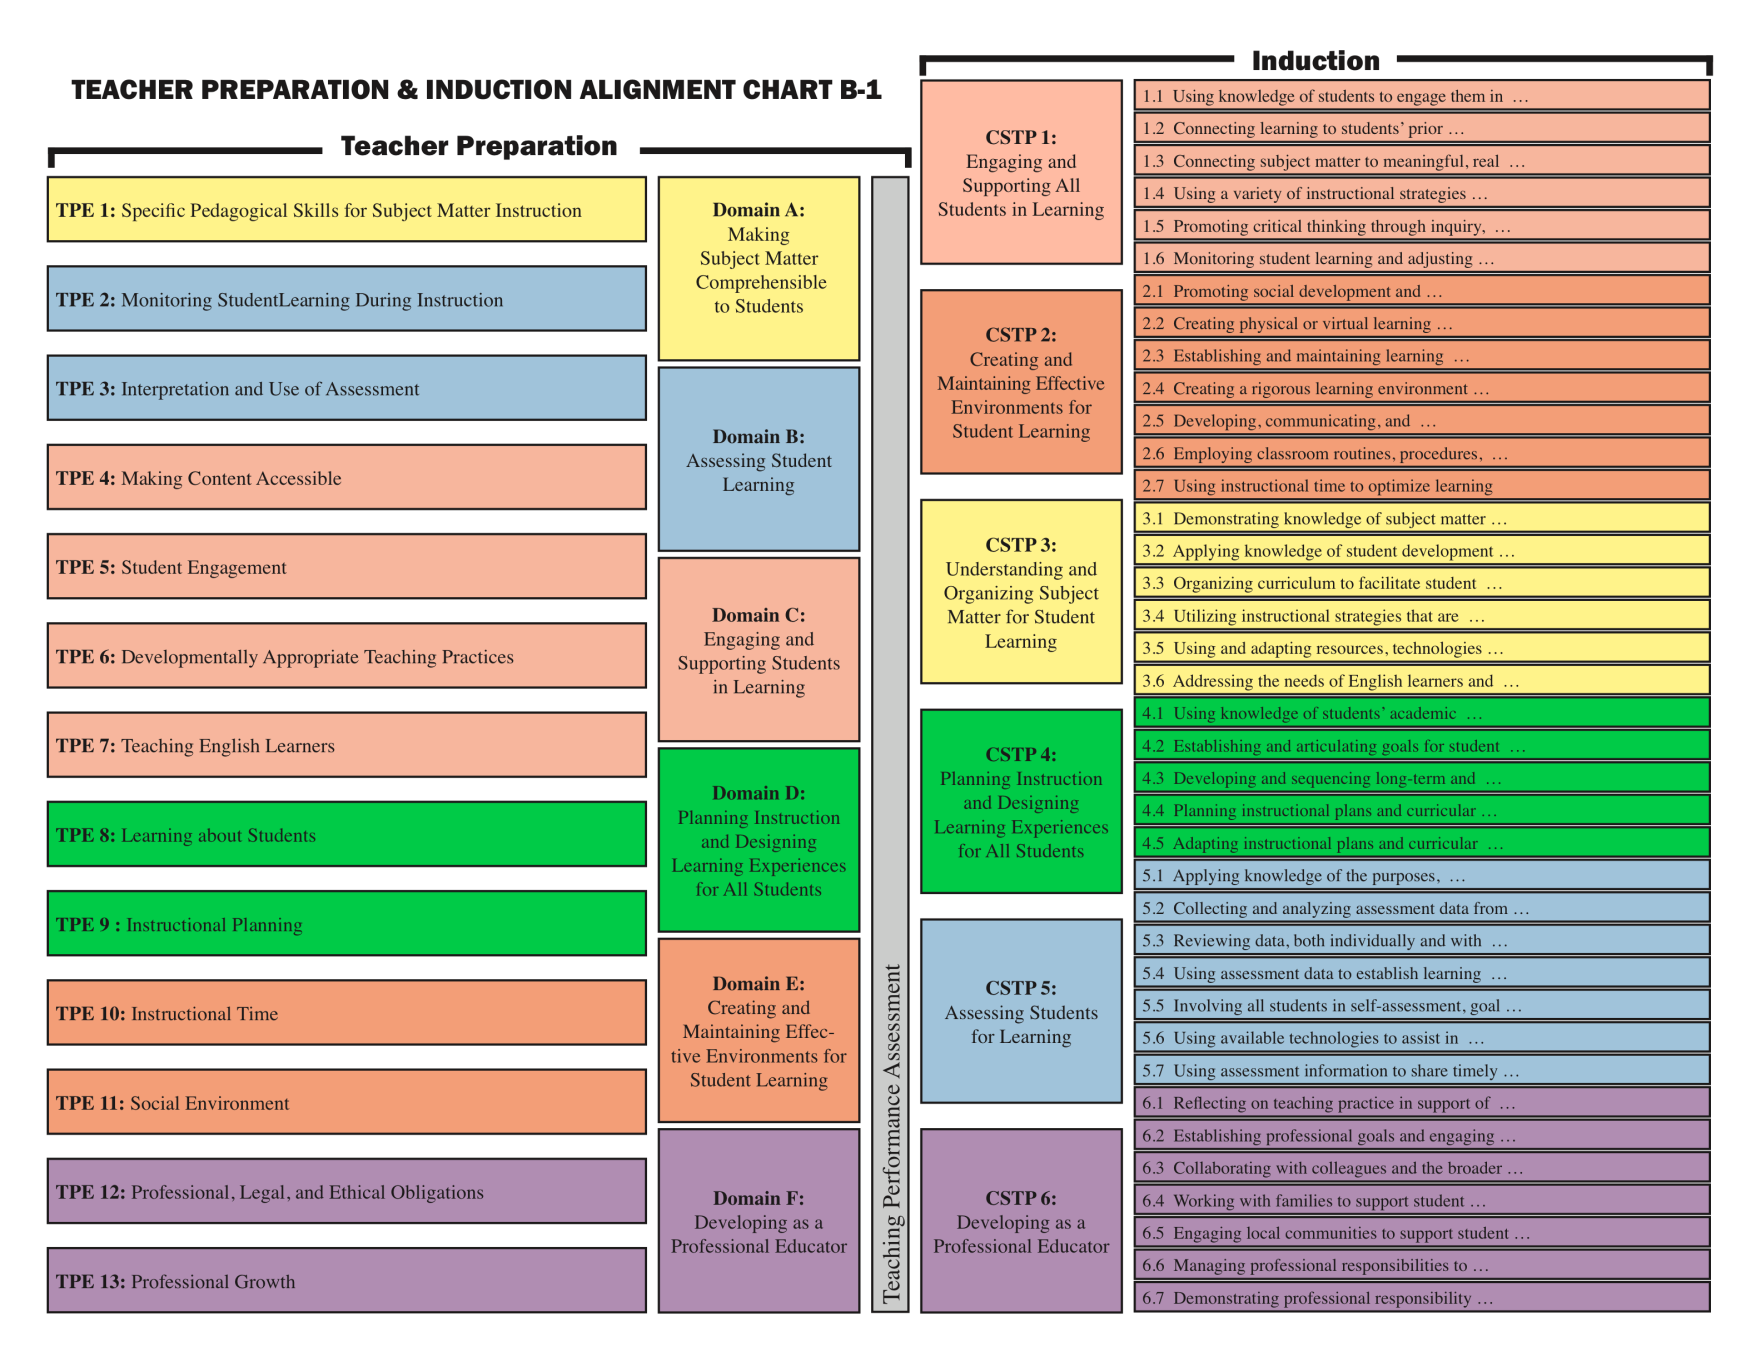 TEACHER PREPARATION & INDUCTION ALIGNMENT CHART B-1
Teacher Preparation
TPE 1: Specific Pedagogical Skills for Subject Matter Instruction
TPE 2: Monitoring StudentLearning During Instruction
TPE 3: Interpretation and Use of Assessment
TPE 4: Making Content Accessible
TPE 5: Student Engagement
TPE 6: Developmentally Appropriate Teaching Practices
TPE 7: Teaching English Learners
TPE 8: Learning about Students
TPE 9 : Instructional Planning
TPE 10: Instructional Time
TPE 11: Social Environment
TPE 12: Professional, Legal, and Ethical Obligations
TPE 13: Professional Growth
Domain A:
Making
Subject Matter
Comprehensible
to Students
Domain B:
Assessing Student
Learning
Domain C:
Engaging and
Supporting Students
in Learning
Domain D:
Planning Instruction
and Designing
Learning Experiences
for All Students
Domain E:
Creating and
Maintaining Effec-
tive Environments for
Student Learning
Domain F:
Developing as a
Professional Educator
Teaching Performance Assessment
Induction
CSTP 1:
Engaging and
Supporting All
Students in Learning
CSTP 2:
Creating and
Maintaining Effective
Environments for
Student Learning
CSTP 3:
Understanding and
Organizing Subject
Matter for Student
Learning
CSTP 4:
Planning Instruction
and Designing
Learning Experiences
for All Students
CSTP 5:
Assessing Students
for Learning
CSTP 6:
Developing as a
Professional Educator
1.1 Using knowledge of students to engage them in …
1.2 Connecting learning to students’ prior …
1.3 Connecting subject matter to meaningful, real …
1.4 Using a variety of instructional strategies …
1.5 Promoting critical thinking through inquiry, …
1.6 Monitoring student learning and adjusting …
2.1 Promoting social development and …
2.2 Creating physical or virtual learning …
2.3 Establishing and maintaining learning …
2.4 Creating a rigorous learning environment …
2.5 Developing, communicating, and …
2.6 Employing classroom routines, procedures, …
2.7 Using instructional time to optimize learning
3.1 Demonstrating knowledge of subject matter …
3.2 Applying knowledge of student development …
3.3 Organizing curriculum to facilitate student …
3.4 Utilizing instructional strategies that are …
3.5 Using and adapting resources, technologies …
3.6 Addressing the needs of English learners and …
4.1 Using knowledge of students’ academic …
4.2 Establishing and articulating goals for student …
4.3 Developing and sequencing long-term and …
4.4 Planning instructional plans and curricular …
4.5 Adapting instructional plans and curricular …
5.1 Applying knowledge of the purposes, …
5.2 Collecting and analyzing assessment data from …
5.3 Reviewing data, both individually and with …
5.4 Using assessment data to establish learning …
5.5 Involving all students in self-assessment, goal …
5.6 Using available technologies to assist in …
5.7 Using assessment information to share timely …
6.1 Reflecting on teaching practice in support of …
6.2 Establishing professional goals and engaging …
6.3 Collaborating with colleagues and the broader …
6.4 Working with families to support student …
6.5 Engaging local communities to support student …
6.6 Managing professional responsibilities to …
6.7 Demonstrating professional responsibility …